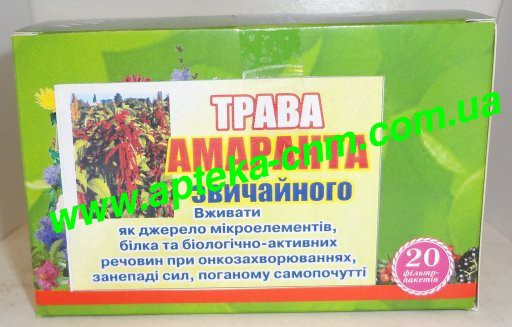 ТРАВА
АМАРАНТА
звичайного
Вживати
як джерело мікроелементів,
білка та біологічно-активних
речовин при онкозахворюваннях,
занепаді сил, поганому самопочутті
20
фільтр-
пакетів
www.apteka-cnm.com.ua